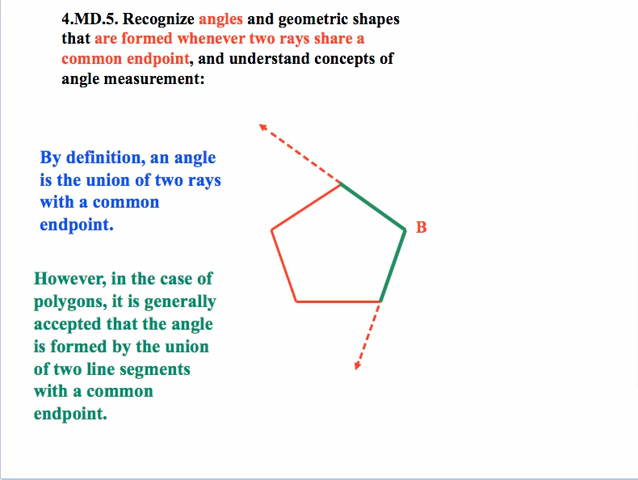 4.MD.5. Recognize angles and geometric shapes
that are formed whenever two rays share a
common endpoint, and understand concepts of
angle measurement:
By definition, an angle
is the union of two rays
with a common
endpoint.
B
However, in the case of
polygons, it is generally
accepted that the angle
is formed by the union
of two line segments
with a common
endpoint.